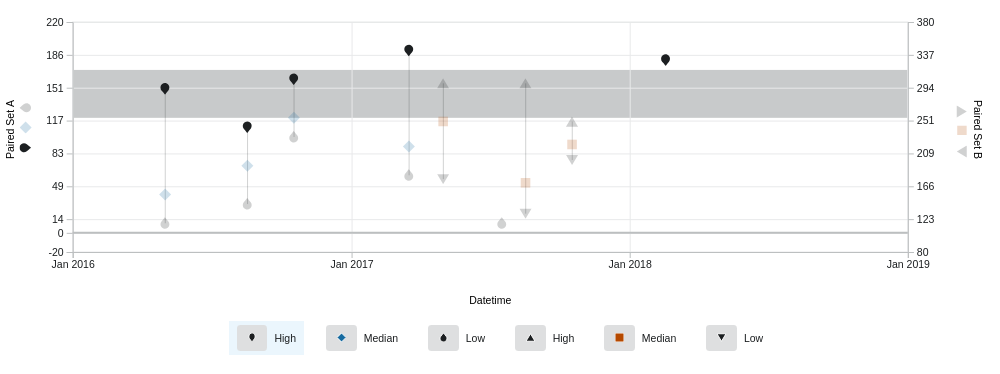 220
380
186
337
151
294
117
251
83
209
49
166
14
123
0
-20
80
Paired Set A
Paired Set B
Jan 2016
Jan 2017
Jan 2018
Jan 2019
Datetime
High
Median
Low
High
Median
Low